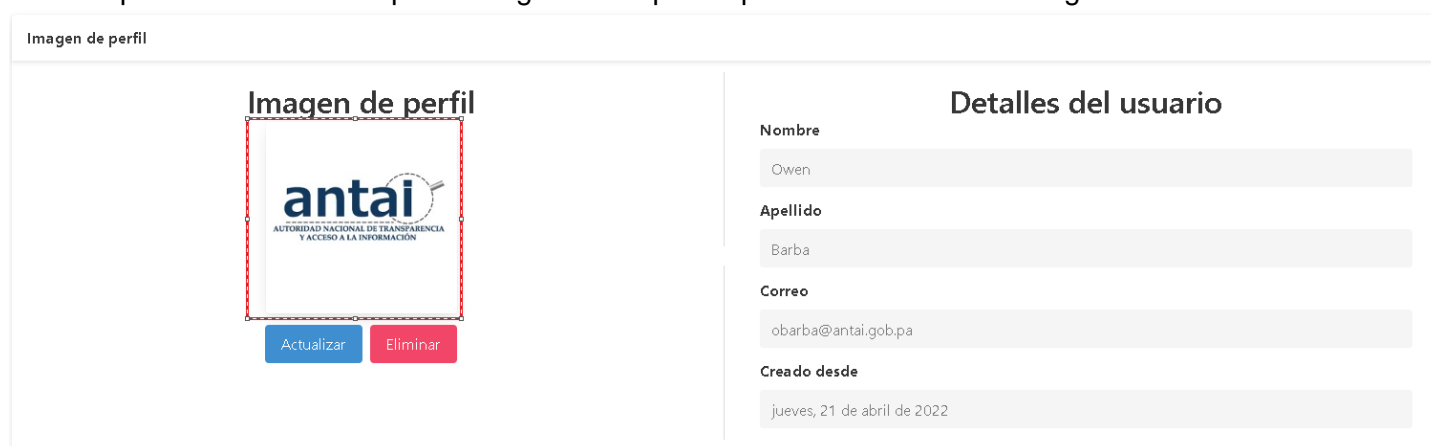 Imagen de perfil
Imagen de perfil
antai
AUTORIDAD NACIONAL DE TRANSPARENCIA
Y ACCESO A LA INFORMACIÓN
Actualizar
Eliminar
Detalles del usuario
Nombre
Owen
Apellido
Barba
Correo
obarba@antai.gob.pa
Creado desde
jueves, 21 de abril de 2022